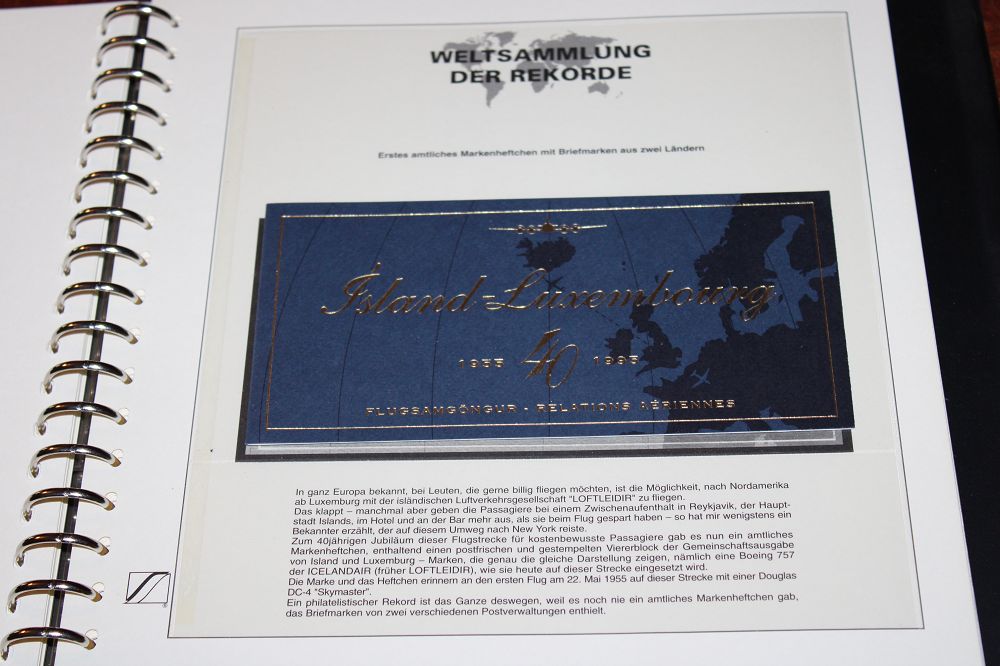 WELTSAMMLUNG
DER REKORDE
Erstes amtliches Markenheftchen mit Briefmarken aus zwei Ländern
Ísland-Luxembourg
1955 40 1995
FLUGSAMGÖNGUR - RELATIONS AÉRIENNES
In ganz Europa bekannt, bei Leuten, die gerne billig fliegen möchten, ist die Möglichkeit, nach Nordamerika
ab Luxemburg mit der isländischen Luftverkehrsgesellschaft "LOFTLEIDIR" zu fliegen.
Das klappt – manchmal aber geben die Passagiere bei einem Zwischenaufenthalt in Reykjavik, der Haupt-
stadt Islands, im Hotel und an der Bar mehr aus, als sie beim Flug gespart haben – so hat mir wenigstens ein
Bekannter erzählt, der auf diesem Umweg nach New York reiste.
Zum 40jährigen Jubiläum dieser Flugstrecke für kostenbewusste Passagiere gab es nun ein amtliches
Markenheftchen, enthaltend einen postfrischen und gestempelten Viererblock der Gemeinschaftsausgabe
von Island und Luxemburg – Marken, die genau die gleiche Darstellung zeigen, nämlich eine Boeing 757
der ICELANDAIR (früher LOFTLEIDIR), wie sie heute auf dieser Strecke eingesetzt wird.
Die Marke und das Heftchen erinnern an den ersten Flug am 22. Mai 1955 auf dieser Strecke mit einer Douglas
DC-4 "Skymaster".
Ein philatelistischer Rekord ist das Ganze deswegen, weil es noch nie ein amtliches Markenheftchen gab,
das Briefmarken von zwei verschiedenen Postverwaltungen enthielt.